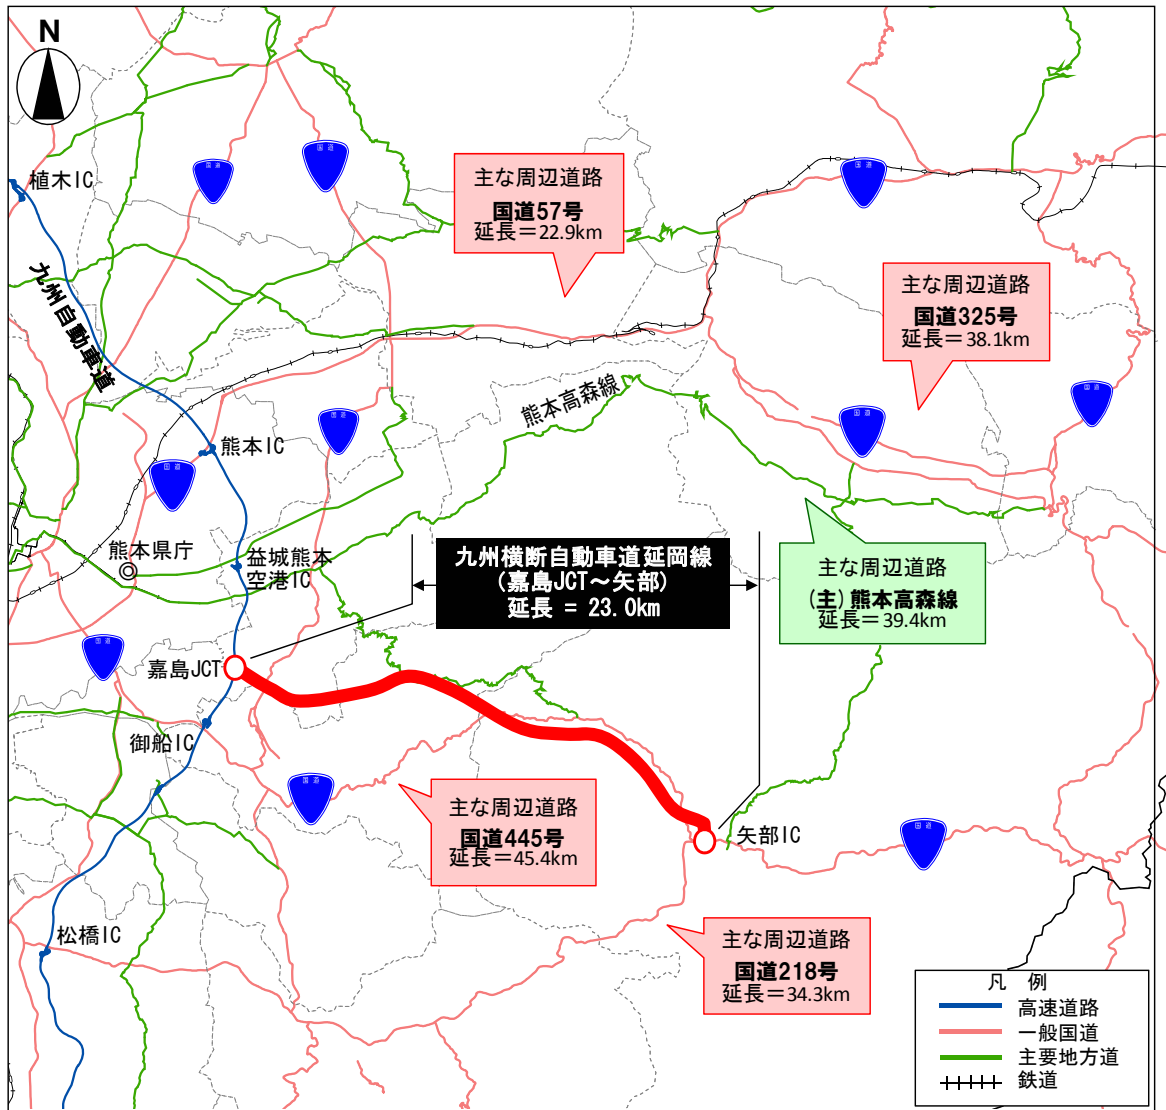 N
植木IC
九州自動車道
主な周辺道路
国道57号
延長＝22.9km
主な周辺道路
国道325号
延長＝38.1km
熊本高森線
熊本IC
熊本県庁
益城熊本
空港IC
九州横断自動車道延岡線
(嘉島JCT～矢部)
延長 = 23.0km
主な周辺道路
(主)熊本高森線
延長＝39.4km
嘉島JCT
御船IC
主な周辺道路
国道445号
延長＝45.4km
矢部IC
松橋IC
主な周辺道路
国道218号
延長＝34.3km
凡 例
高速道路
一般国道
主要地方道
鉄道